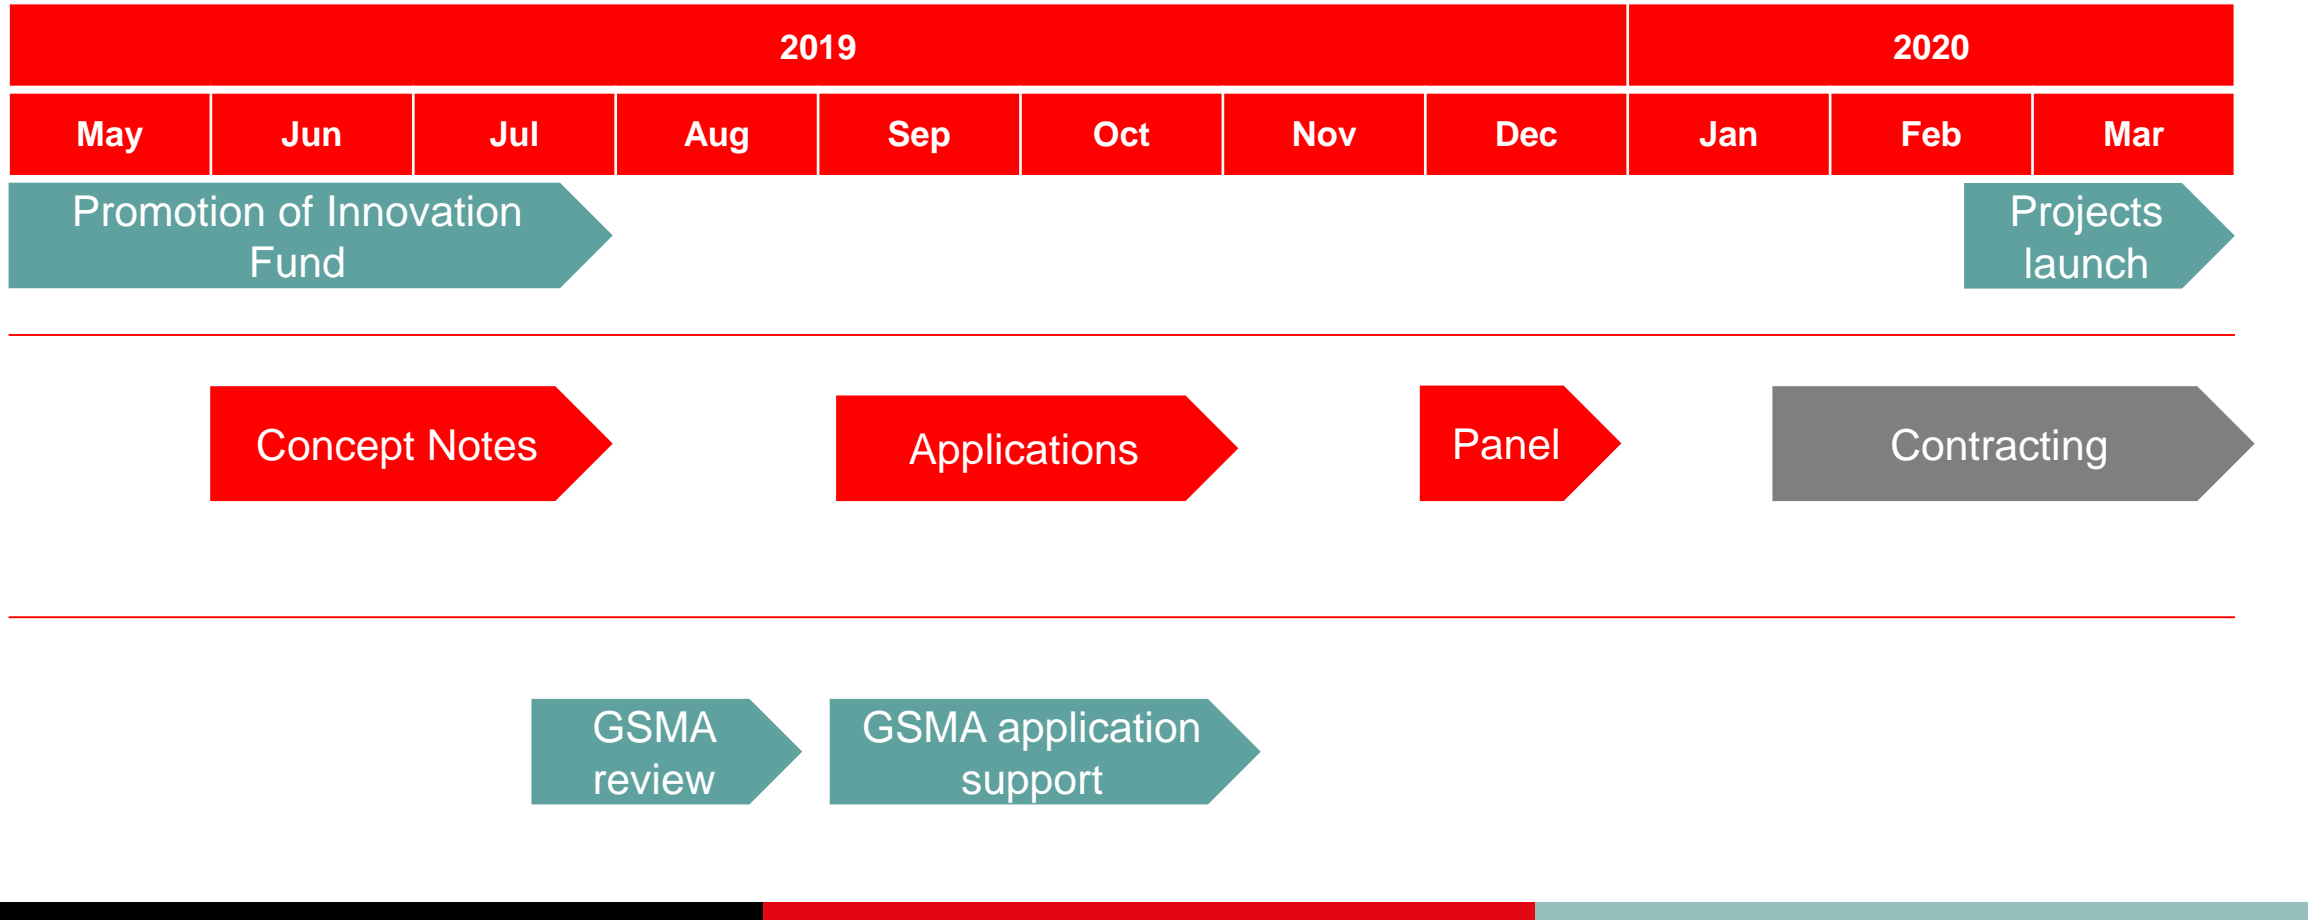 2019
2020
May
Jun
Jul
Aug
Sep
Oct
Nov
Dec
Jan
Feb
Mar
Promotion of Innovation
Fund
Projects
launch
Concept Notes
Applications
Panel
Contracting
GSMA
review
GSMA application
support